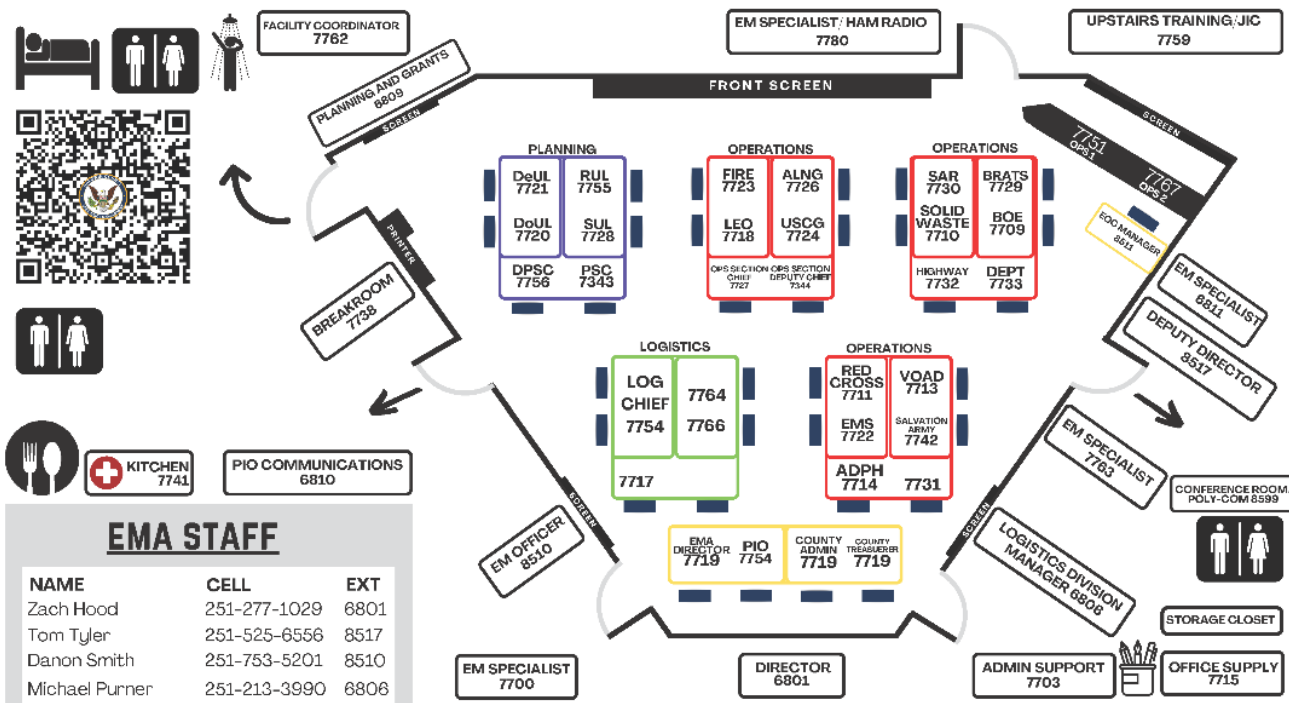 FACILITY COORDINATOR
7762
EM SPECIALIST/ HAM RADIO
7780
UPSTAIRS TRAINING/JIC
7759
PLANNING AND GRANTS
8809
SCREEN
FRONT SCREEN
SCREEN
7751
OPS 1
7767
OPS 2
EOC MANAGER
8511
PLANNING
DeUL
7721
RUL
7755
DoUL
7720
SUL
7728
DPSC
7756
PSC
7343
OPERATIONS
FIRE
7723
ALNG
7726
LEO
7718
USCG
7724
OPS SECTION
CHIEF
7727
OPS SECTION
DEPUTY CHIEF
7344
OPERATIONS
SAR
7730
BRATS
7729
SOLID
WASTE
7710
BOE
7709
HIGHWAY
7732
DEPT
7733
PRINTER
BREAKROOM
7738
EM SPECIALIST
8811
DEPUTY DIRECTOR
8517
LOGISTICS
LOG
CHIEF
7754
7764
7766
7717
OPERATIONS
RED
CROSS
7711
VOAD
7713
EMS
7722
SALVATION
ARMY
7742
ADPH
7714
7731
EM SPECIALIST
7763
CONFERENCE ROOM,
POLY-COM 8599
KITCHEN
7741
PIO COMMUNICATIONS
6810
SCREEN
EM OFFICER
8510
EMA
DIRECTOR
7719
PIO
7754
COUNTY
ADMIN
7719
COUNTY
TREASUERER
7719
SCREEN
LOGISTICS DIVISION
MANAGER 6806
STORAGE CLOSET
EM SPECIALIST
7700
DIRECTOR
6801
ADMIN SUPPORT
7703
OFFICE SUPPLY
7715
EMA STAFF
NAME CELL EXT
Zach Hood 251-277-1029 6801
Tom Tyler 251-525-6556 8517
Danon Smith 251-753-5201 8510
Michael Purner 251-213-3990 6806